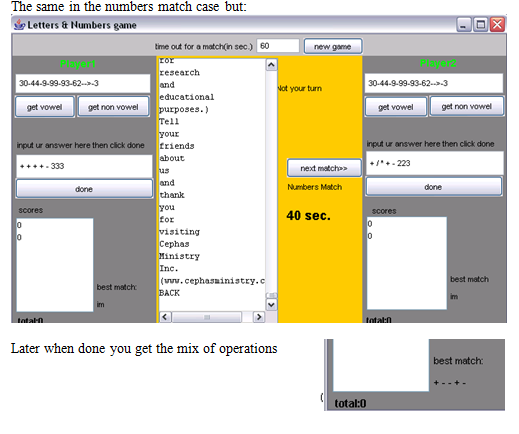 The same in the numbers match case but:
Letters & Numbers game
time out for a match(in sec.) 60 new game
Player1
30-44-9-99-93-62-->-3
get vowel get non vowel
input ur answer here then click done
++++-333
done
scores
0
0
best match:
im
total:0
for
research
and
educational
purposes.)
Tell
your
friends
about
us
and
thank
you
for
visiting
Cephas
Ministry
Inc.
(www.cephasministry.c
BACK
Not your turn
next match>>
Numbers Match
40 sec.
Player2
30-44-9-99-93-62-->-3
get vowel get non vowel
input ur answer here then click done
+/*+-223
done
scores
0
0
best match
im
total:0
Later when done you get the mix of operations
best match:
+--+-
( total:0